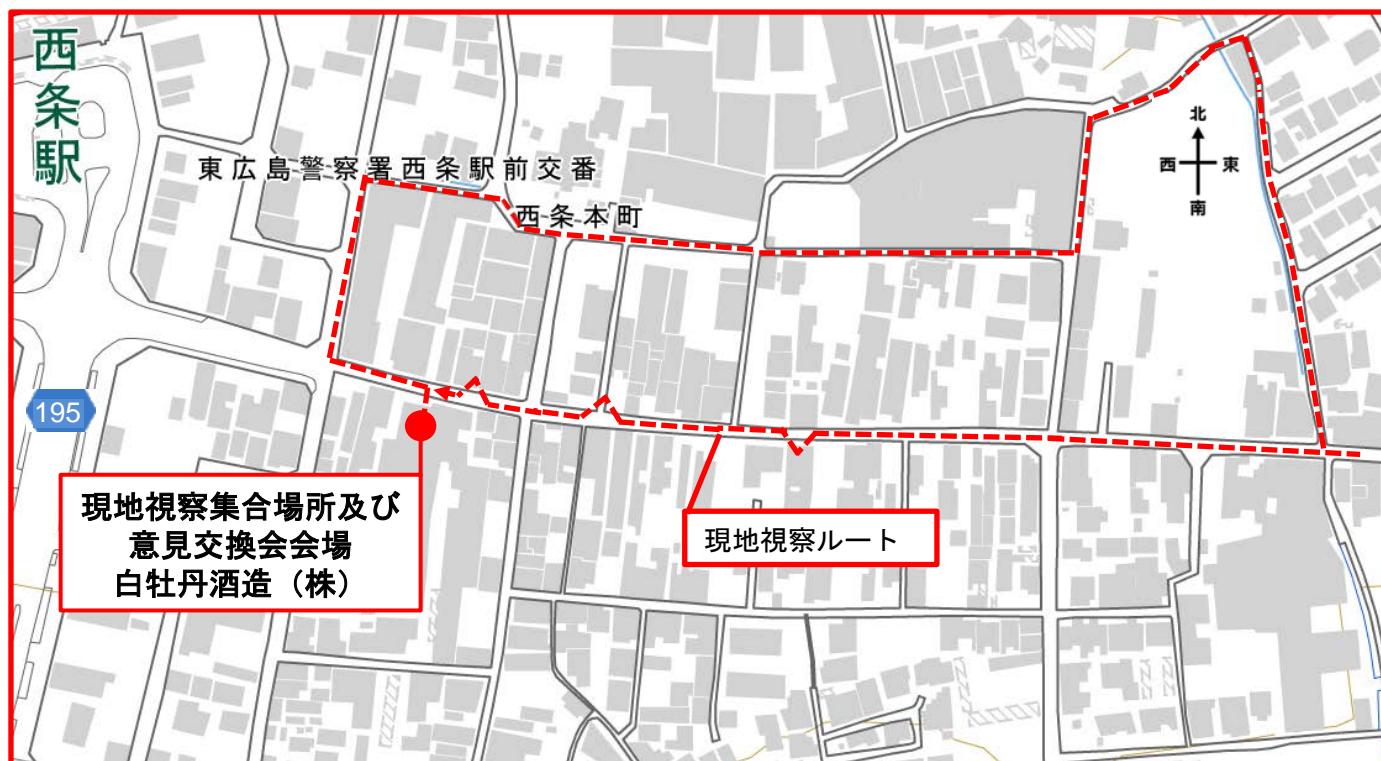 西条駅
北
西 東
南
東広島警察署西条駅前交番
西条本町
195
現地視察集合場所及び
意見交換会会場
白牡丹酒造（株）
現地視察ルート